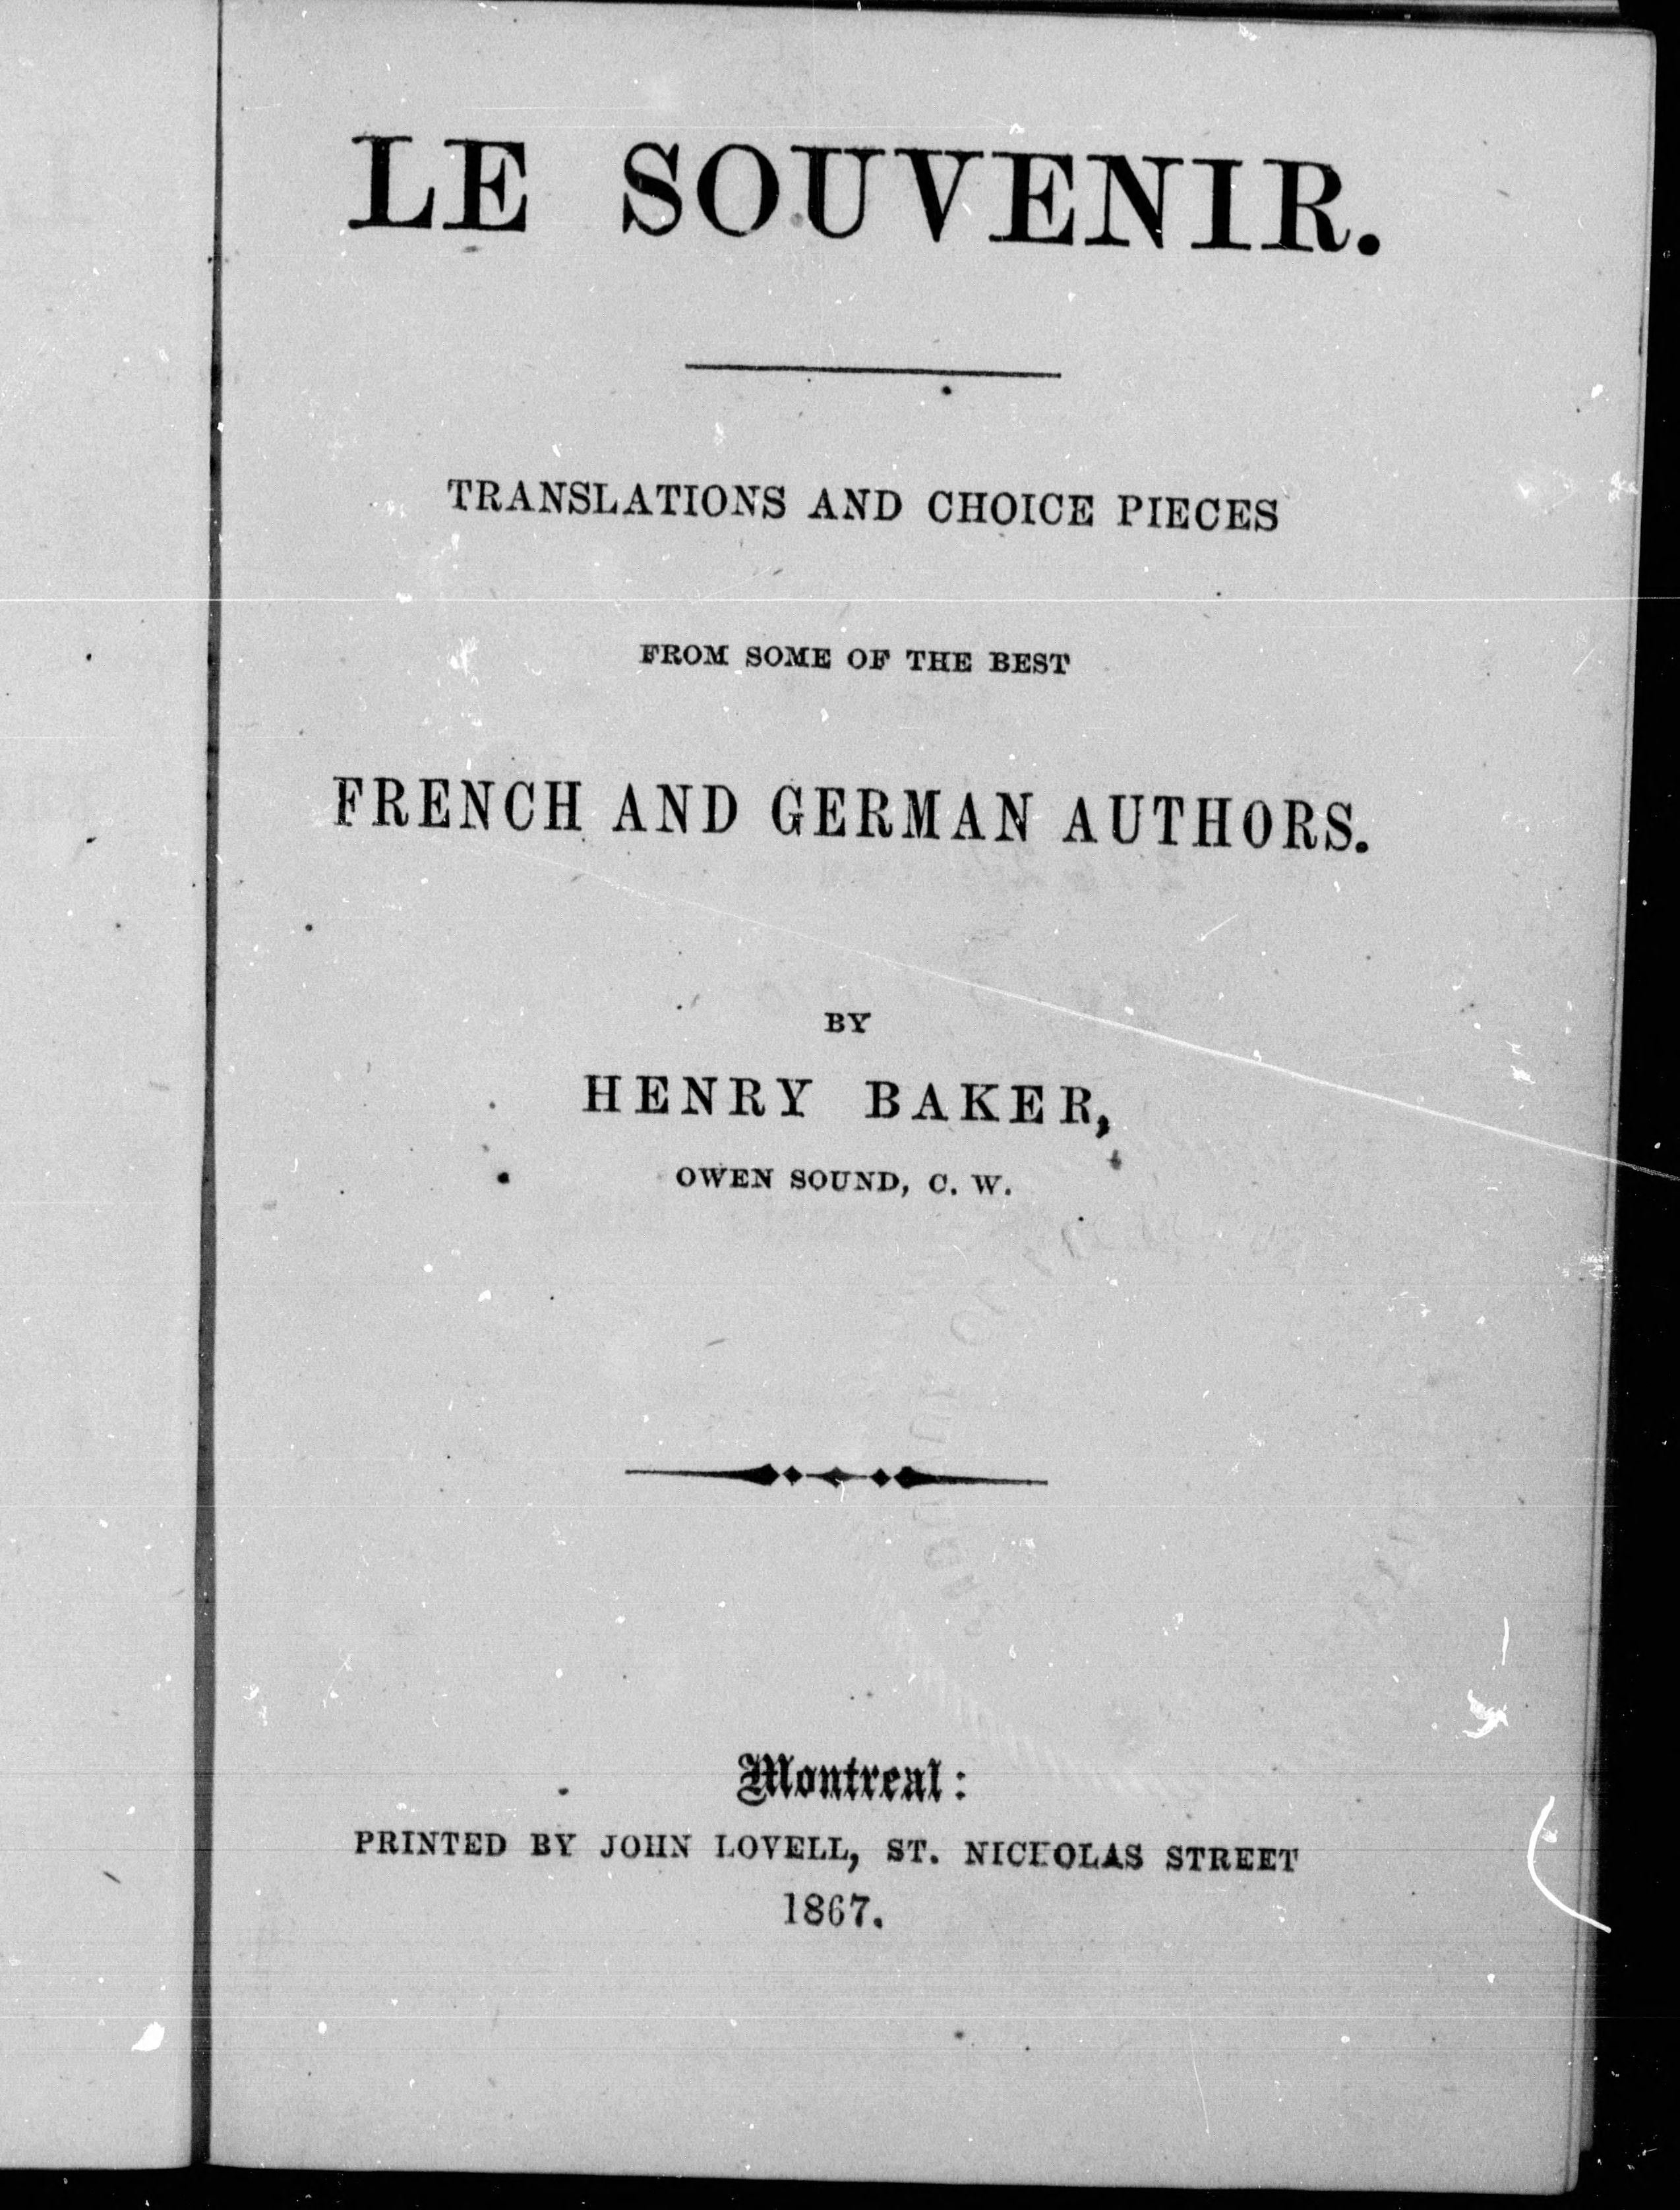 LE SOUVENIR.
TRANSLATIONS AND CHOICE PIECES
FROM SOME OF THE BEST
FRENCH AND GERMAN AUTHORS.
BY
HENRY BAKER,
OWEN SOUND, C. W.
Montreal:
PRINTED BY JOHN LOVELL, ST. NICHOLAS STREET
1867.